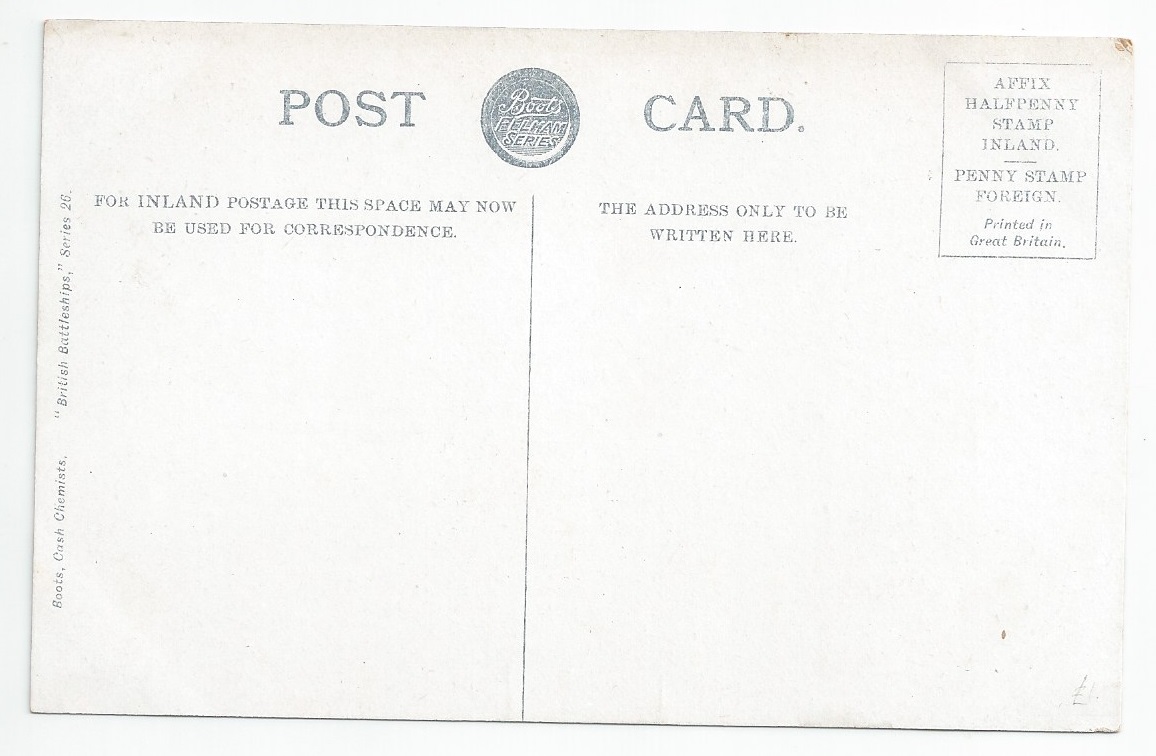 POST CARD.
Boots
PELHAM
SERIES
AFFIX
HALFPENNY
STAMP
INLAND.
PENNY STAMP
FOREIGN.
Printed in
Great Britain.
FOR INLAND POSTAGE THIS SPACE MAY NOW
BE USED FOR CORRESPONDENCE.
THE ADDRESS ONLY TO BE
WRITTEN HERE.
Boots, Cash Chemists. "British Battleships," Series 26.
£1.